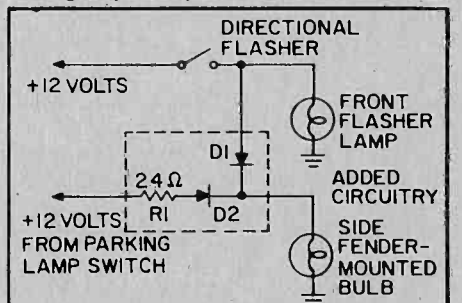 DIRECTIONAL
FLASHER
+12 VOLTS
FRONT
FLASHER
LAMP
D1
24Ω
R1
D2
ADDED
CIRCUITRY
+12 VOLTS
FROM PARKING
LAMP SWITCH
SIDE
FENDER-
MOUNTED
BULB